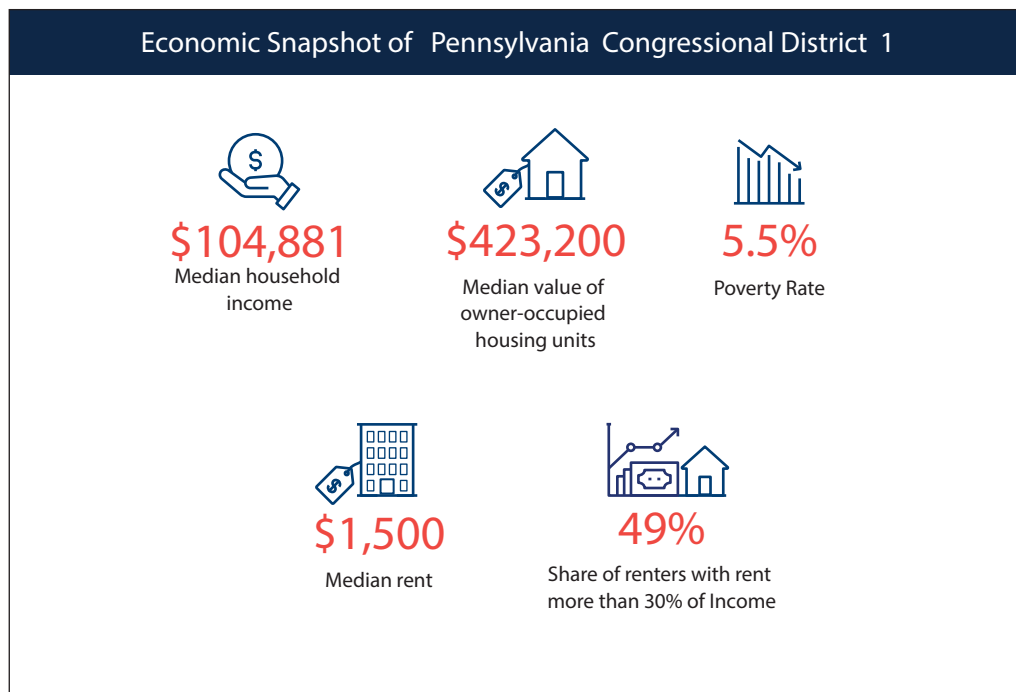 Economic Snapshot of Pennsylvania Congressional District 1
$
$
$104,881
Median household
income
$423,200
Median value of
owner-occupied
housing units
5.5%
Poverty Rate
$
$1,500
Median rent
49%
Share of renters with rent
more than 30% of Income